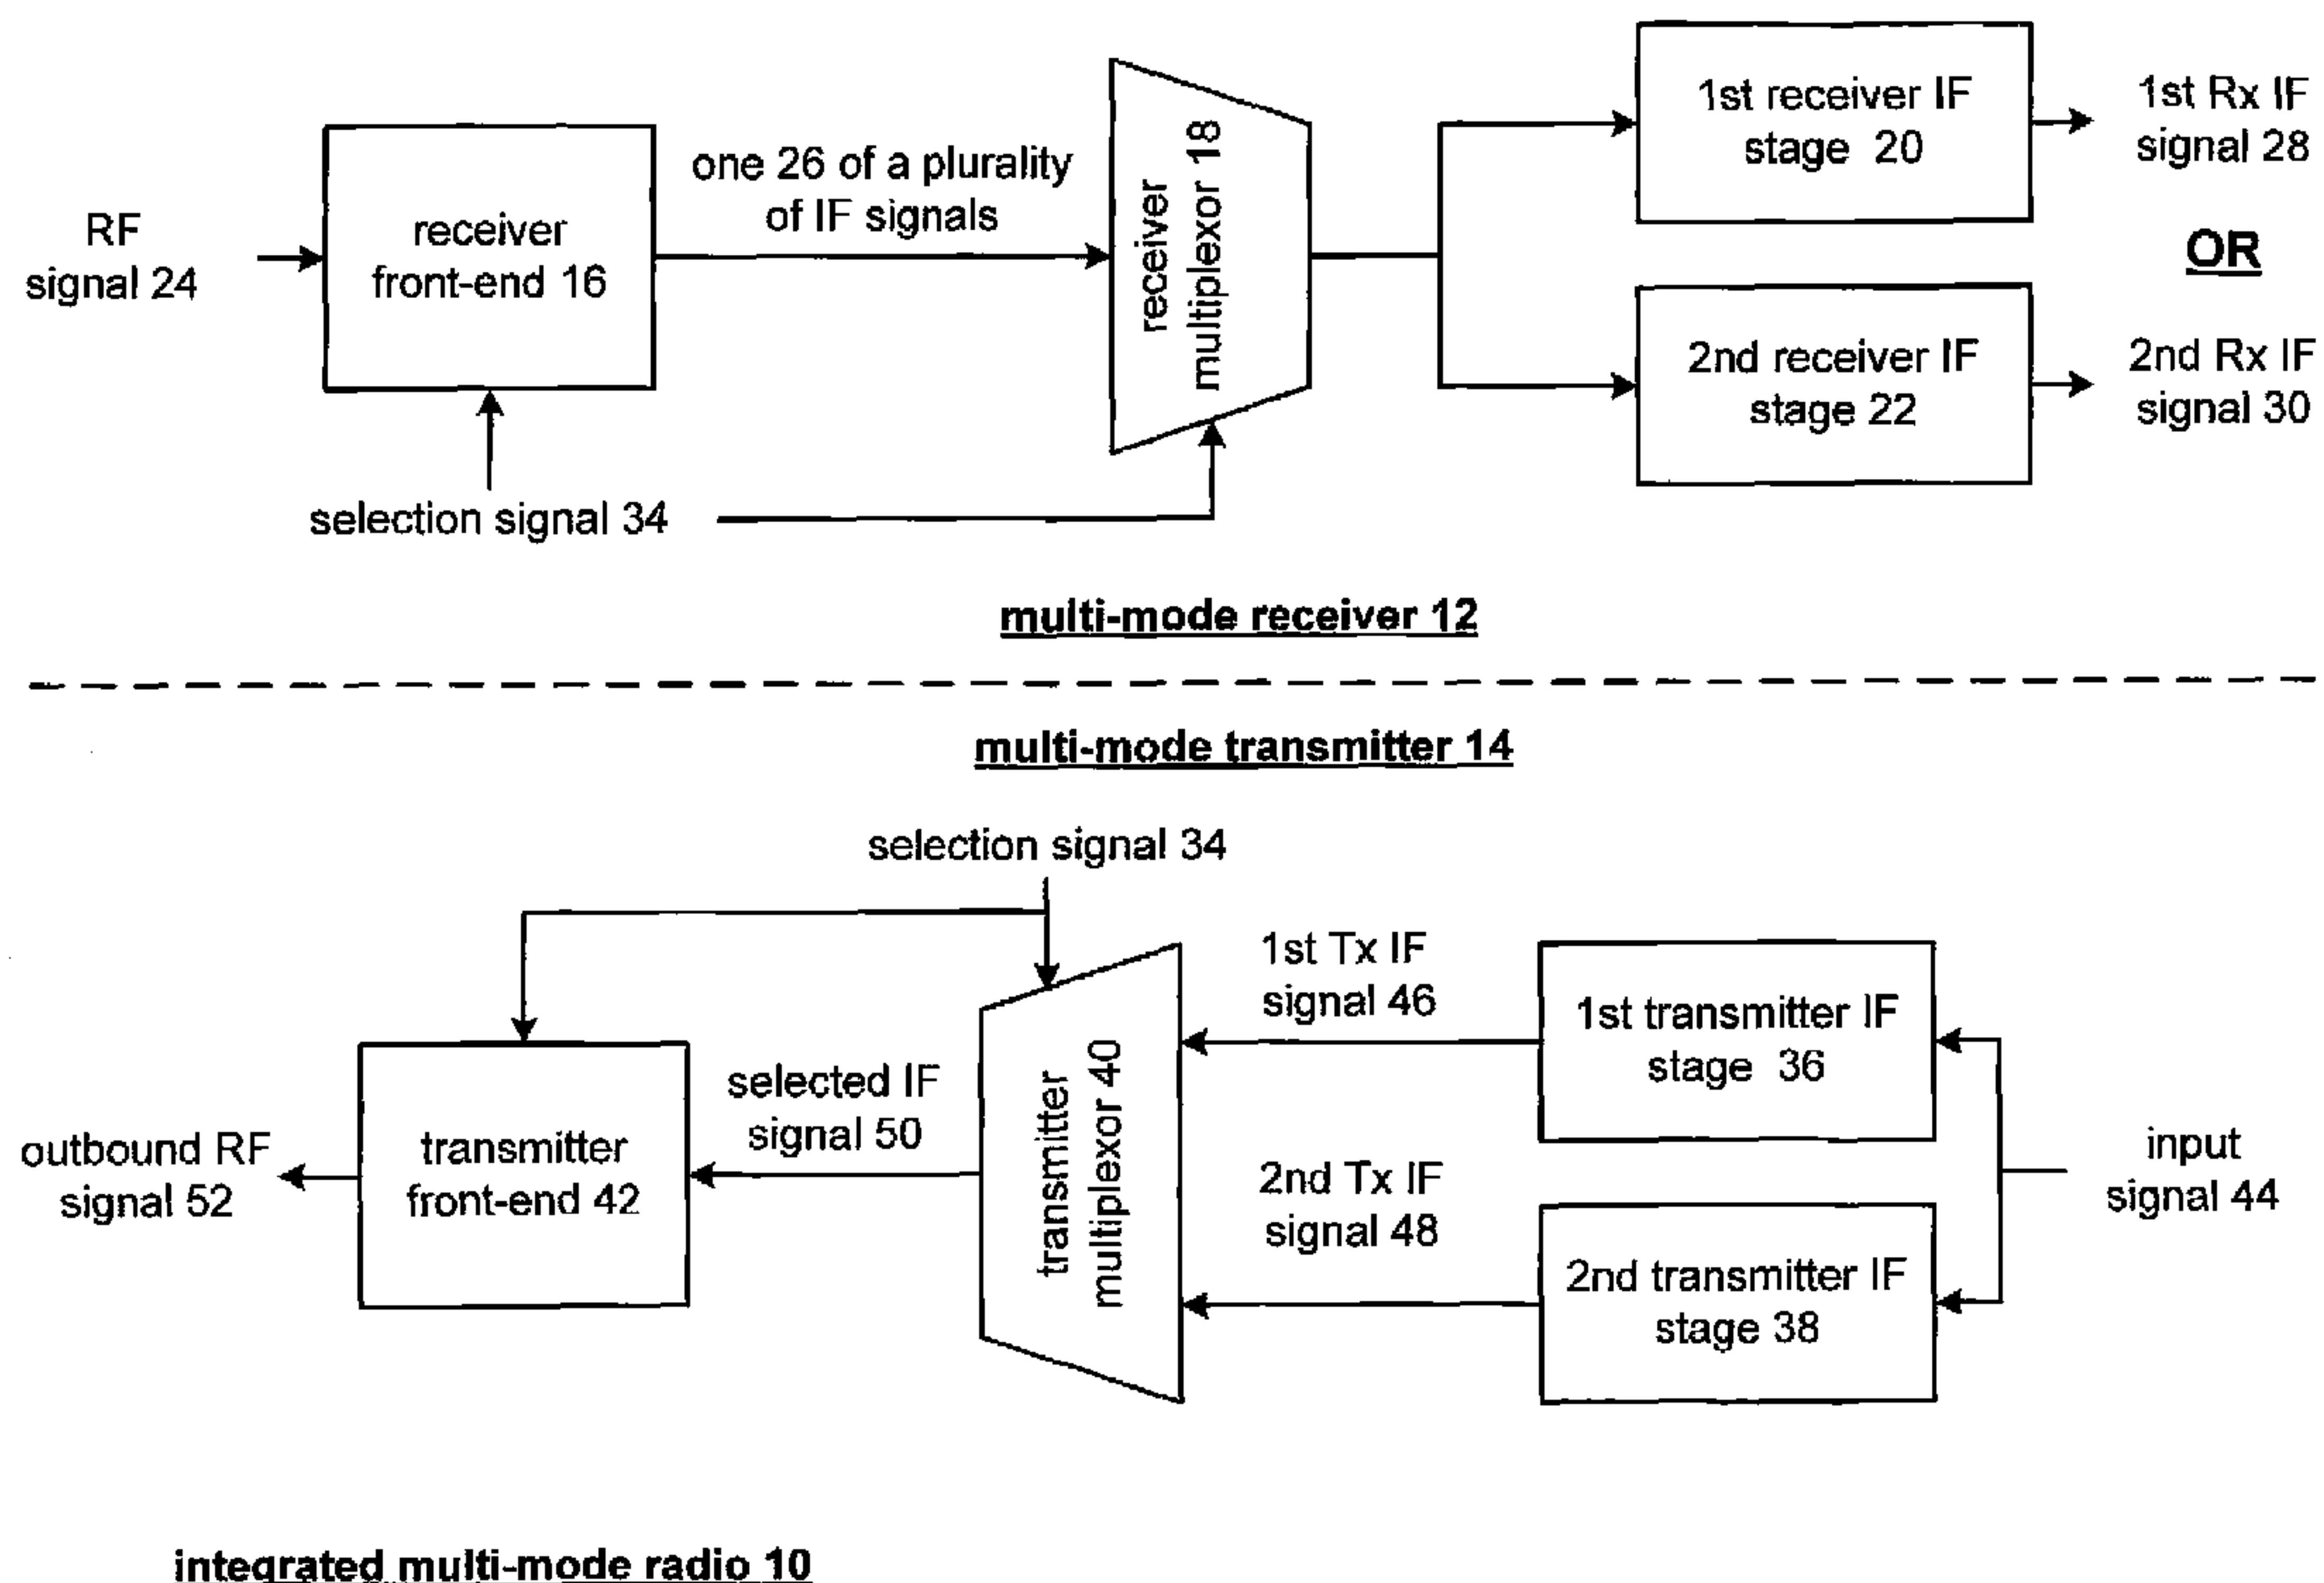 RF
signal 24
receiver
front-end 16
one 26 of a plurality
of IF signals
receiver
multiplexor 18
1st receiver IF
stage 20
1st Rx IF
signal 28
OR
2nd receiver IF
stage 22
2nd Rx IF
signal 30
selection signal 34
multi-mode receiver 12
multi-mode transmitter 14
selection signal 34
outbound RF
signal 52
transmitter
front-end 42
selected IF
signal 50
transmitter
multiplexor 40
1st Tx IF
signal 46
2nd Tx IF
signal 48
1st transmitter IF
stage 36
2nd transmitter IF
stage 38
input
signal 44
integrated multi-mode radio 10